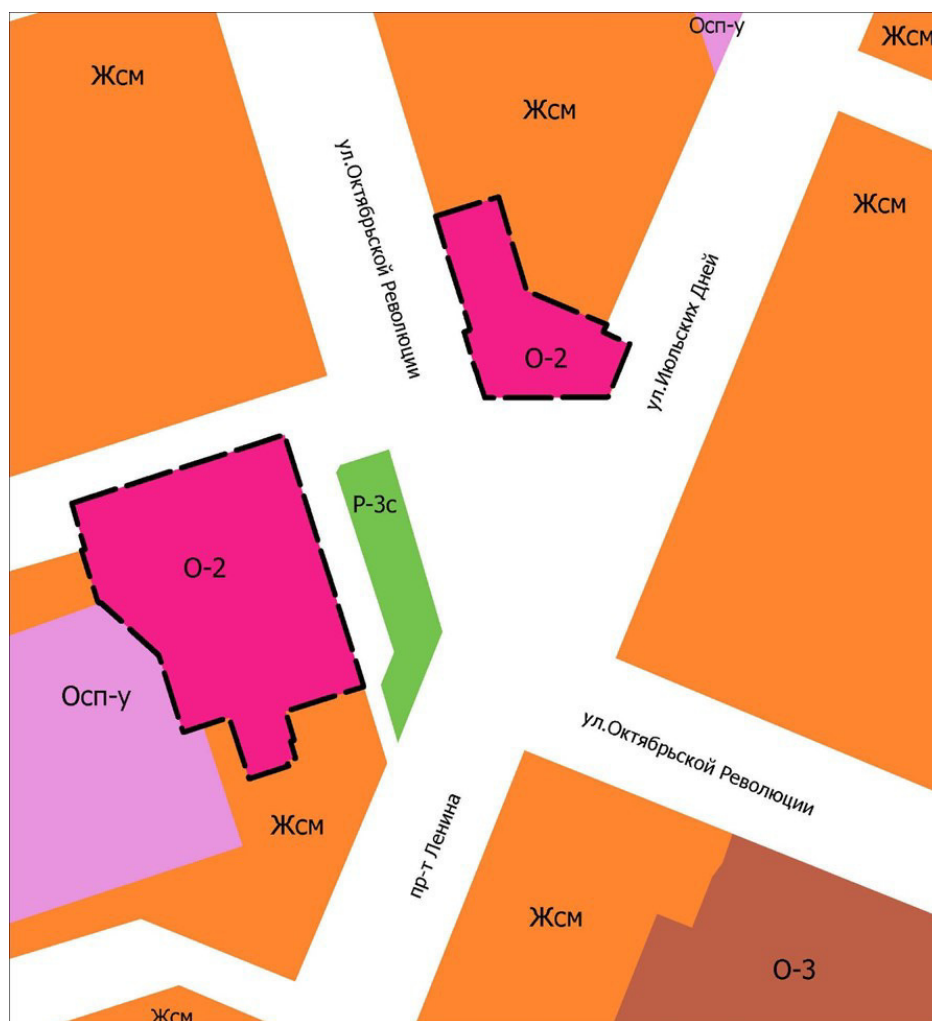 Осп-у
Жсм
Жсм
Жсм
Жсм
ул.Октябрьской Революции
ул.Июльских Дней
О-2
Р-3с
О-2
Осп-у
ул.Октябрьской Революции
Жсм
пр-т Ленина
Жсм
О-3
Жсм